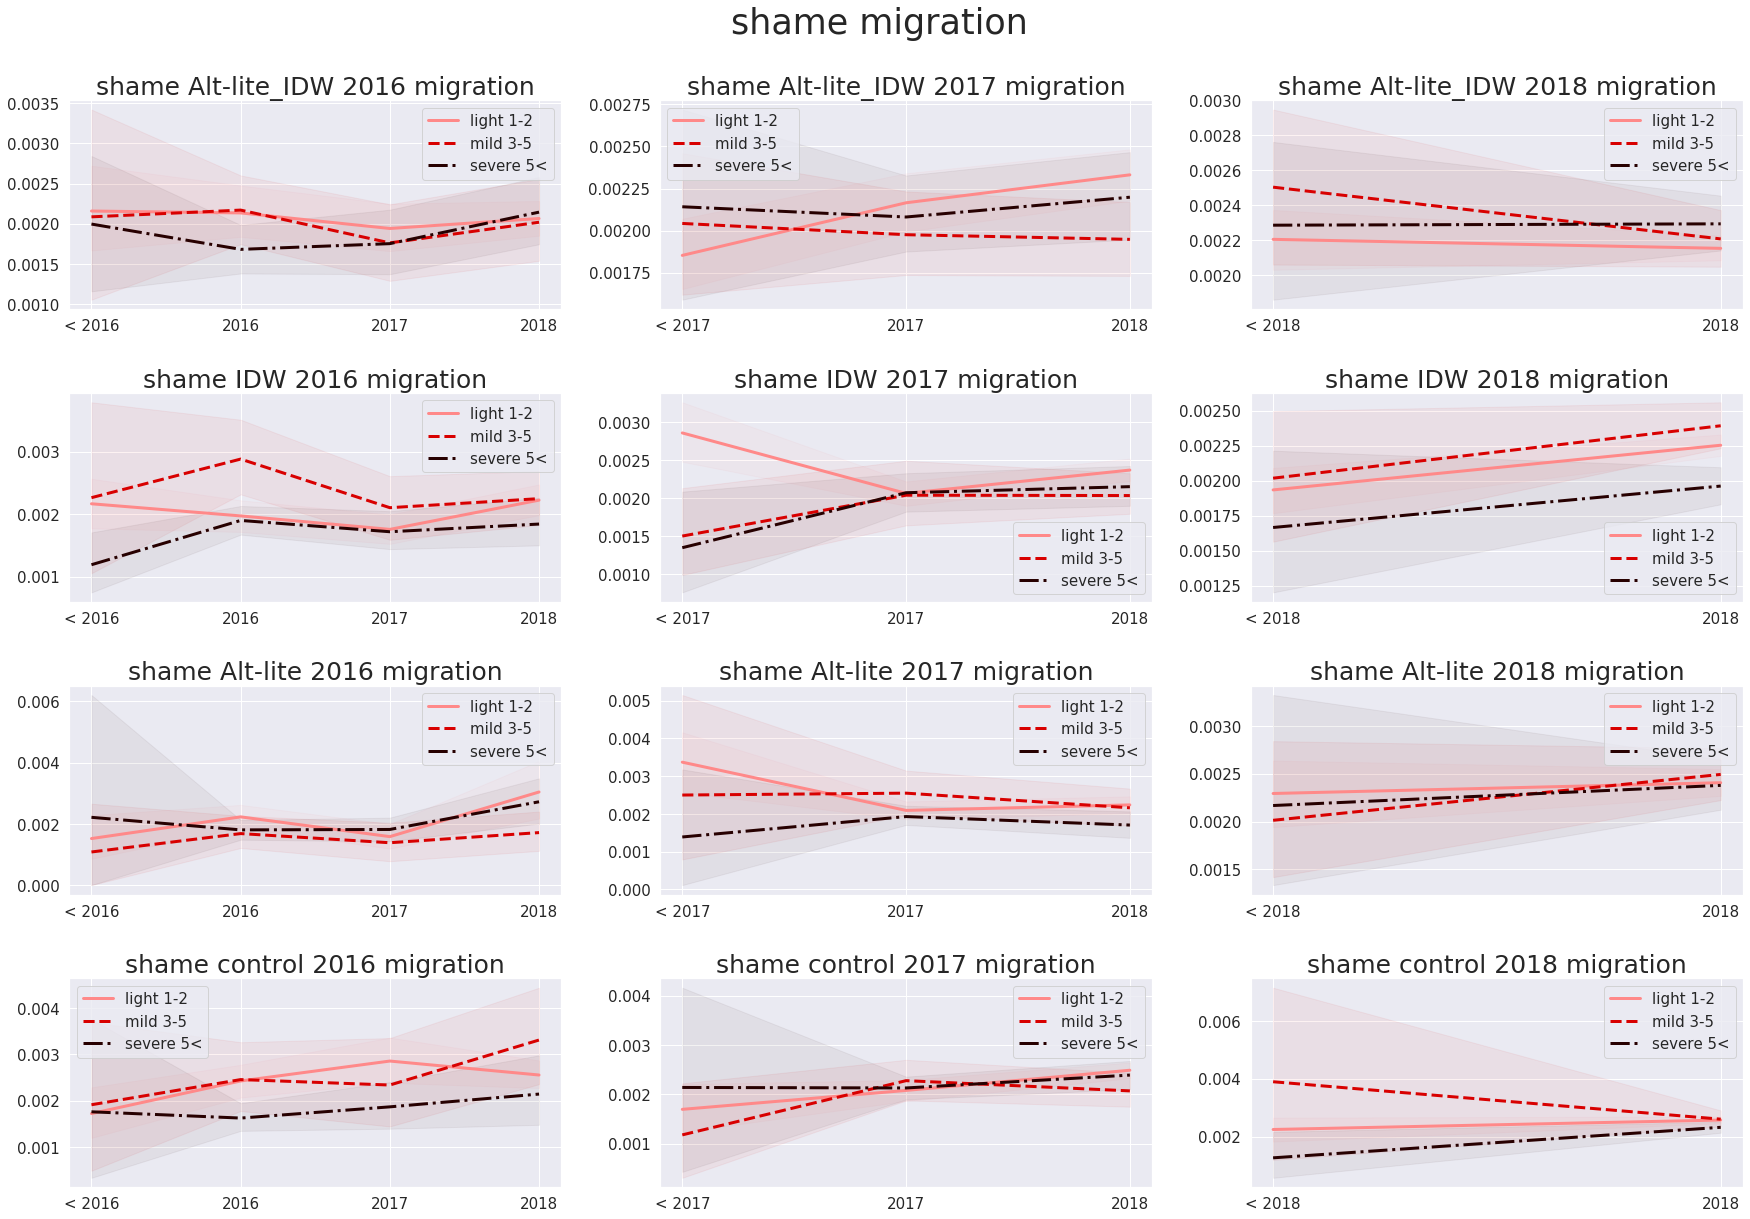 shame migration
shame Alt-lite_IDW 2016 migration
0.0035
0.0030
0.0025
0.0020
0.0015
0.0010
light 1-2
mild 3-5
severe 5<
< 2016
2016
2017
2018
shame Alt-lite_IDW 2017 migration
0.00275
0.00250
0.00225
0.00200
0.00175
light 1-2
mild 3-5
severe 5<
< 2017
2017
2018
shame Alt-lite_IDW 2018 migration
0.0030
0.0028
0.0026
0.0024
0.0022
0.0020
light 1-2
mild 3-5
severe 5<
< 2018
2018
shame IDW 2016 migration
0.003
0.002
0.001
light 1-2
mild 3-5
severe 5<
< 2016
2016
2017
2018
shame IDW 2017 migration
0.0030
0.0025
0.0020
0.0015
0.0010
light 1-2
mild 3-5
severe 5<
< 2017
2017
2018
shame IDW 2018 migration
0.00250
0.00225
0.00200
0.00175
0.00150
0.00125
light 1-2
mild 3-5
severe 5<
< 2018
2018
shame Alt-lite 2016 migration
0.006
0.004
0.002
0.000
light 1-2
mild 3-5
severe 5<
< 2016
2016
2017
2018
shame Alt-lite 2017 migration
0.005
0.004
0.003
0.002
0.001
0.000
light 1-2
mild 3-5
severe 5<
< 2017
2017
2018
shame Alt-lite 2018 migration
0.0030
0.0025
0.0020
0.0015
light 1-2
mild 3-5
severe 5<
< 2018
2018
shame control 2016 migration
0.004
0.003
0.002
0.001
light 1-2
mild 3-5
severe 5<
< 2016
2016
2017
2018
shame control 2017 migration
0.004
0.003
0.002
0.001
light 1-2
mild 3-5
severe 5<
< 2017
2017
2018
shame control 2018 migration
0.006
0.004
0.002
light 1-2
mild 3-5
severe 5<
< 2018
2018